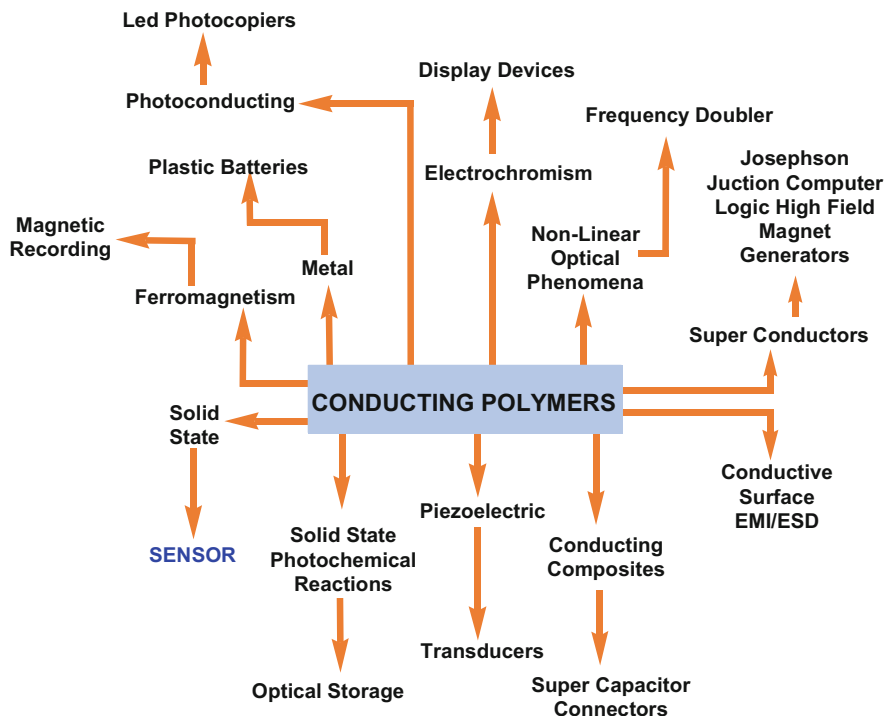 Led Photocopiers
Photoconducting
Display Devices
Frequency Doubler
Plastic Batteries
Electrochromism
Josephson
Juction Computer
Logic High Field
Magnet
Generators
Magnetic
Recording
Metal
Non-Linear
Optical
Phenomena
Ferromagnetism
Super Conductors
CONDUCTING POLYMERS
Solid
State
SENSOR
Solid State
Photochemical
Reactions
Piezoelectric
Conducting
Composites
Conductive
Surface
EMI/ESD
Optical Storage
Transducers
Super Capacitor
Connectors